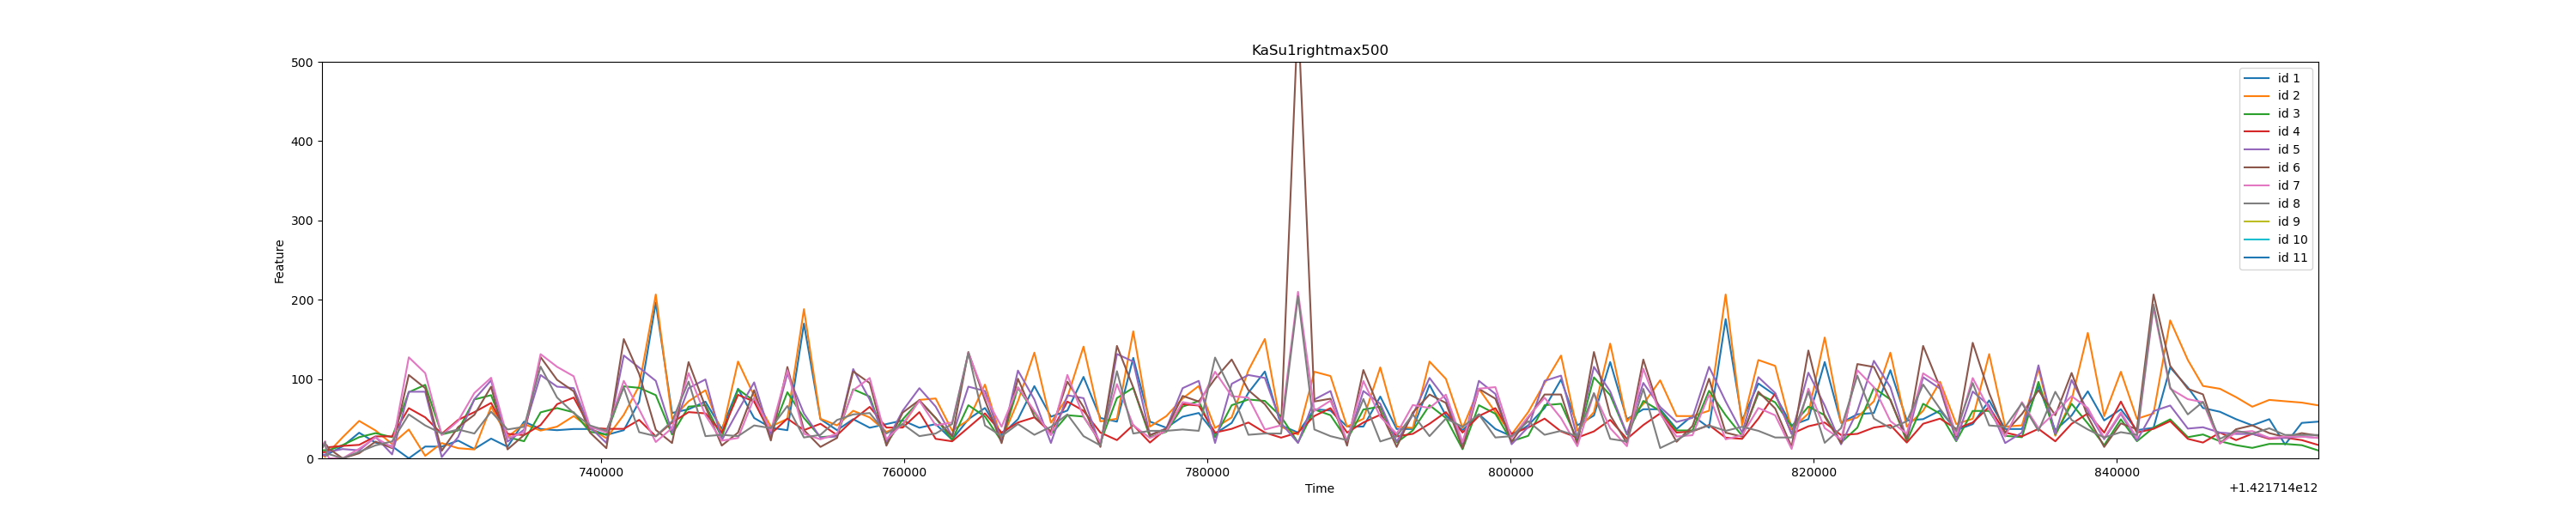 KaSu1rightmax500
500
400
300
200
100
0
Feature
id 1
id 2
id 3
id 4
id 5
id 6
id 7
id 8
id 9
id 10
id 11
740000 760000 780000 800000 820000 840000
Time
+1.421714e12